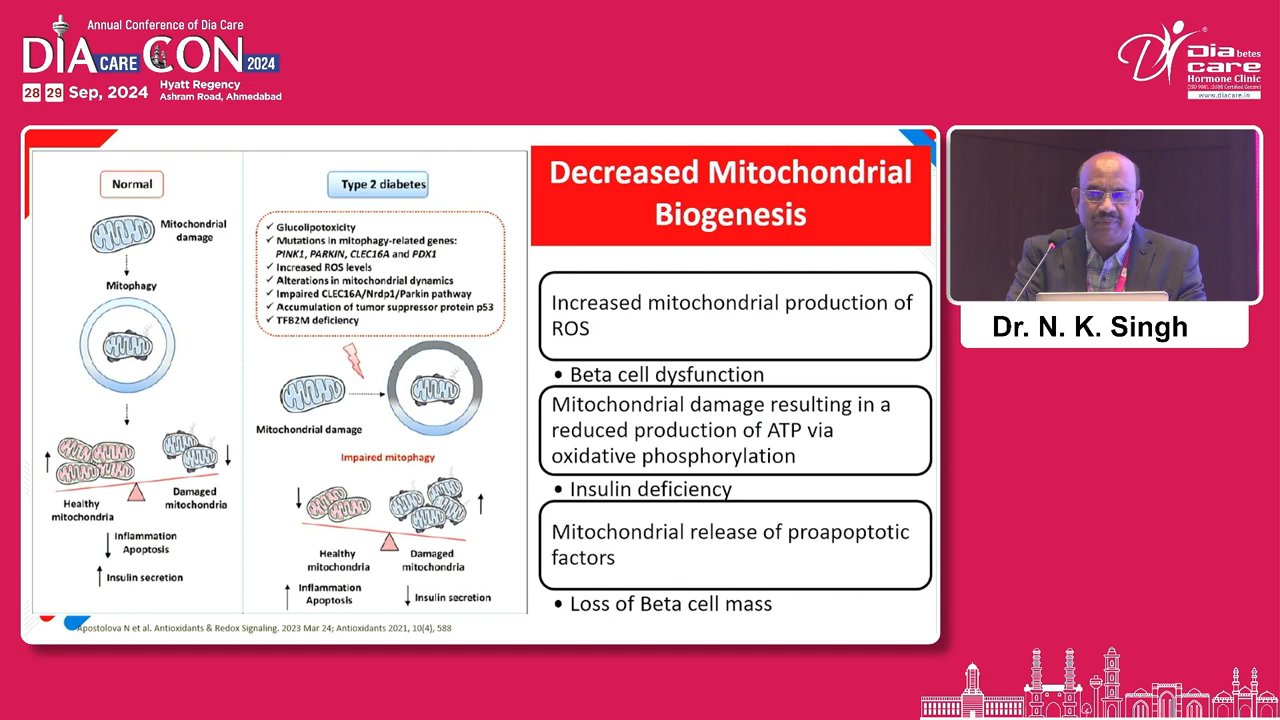 Annual Conference of Dia Care
DIA CARE CON 2024
28 29 Sep, 2024
Hyatt Regency
Ashram Road, Ahmedabad
Diabetes
care
Hormone Clinic
(ISO 9001 :2008 Certified Centre)
www.diacare.in
Normal
Mitochondrial
damage
Mitophagy
Healthy
mitochondria
Damaged
mitochondria
Inflammation
Apoptosis
Insulin secretion
Type 2 diabetes
✓ Glucolipotoxicity
✓ Mutations in mitophagy-related genes:
PINK1, PARKIN, CLEC16A and PDX1
✓ Increased ROS levels
✓ Alterations in mitochondrial dynamics
✓ Impaired CLEC16A/Nrdp1/Parkin pathway
✓ Accumulation of tumor suppressor protein p53
✓ TFB2M deficiency
Mitochondrial damage
Impaired mitophagy
Healthy
mitochondria
Damaged
mitochondria
Inflammation
Apoptosis
Insulin secretion
Apostolova N et al. Antioxidants & Redox Signaling. 2023 Mar 24; Antioxidants 2021, 10(4), 588
Decreased Mitochondrial
Biogenesis
Increased mitochondrial production of
ROS
• Beta cell dysfunction
Mitochondrial damage resulting in a
reduced production of ATP via
oxidative phosphorylation
• Insulin deficiency
Mitochondrial release of proapoptotic
factors
• Loss of Beta cell mass
Dr. N. K. Singh